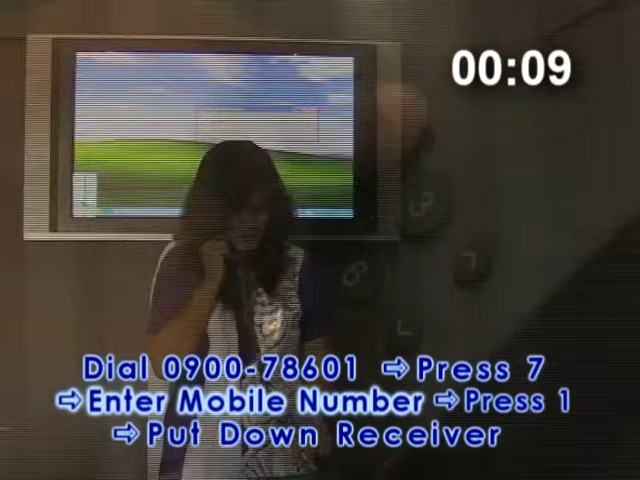 00:09
Dial 0900-78601 ⇨Press 7
⇨Enter Mobile Number ⇨Press 1
⇨Put Down Receiver